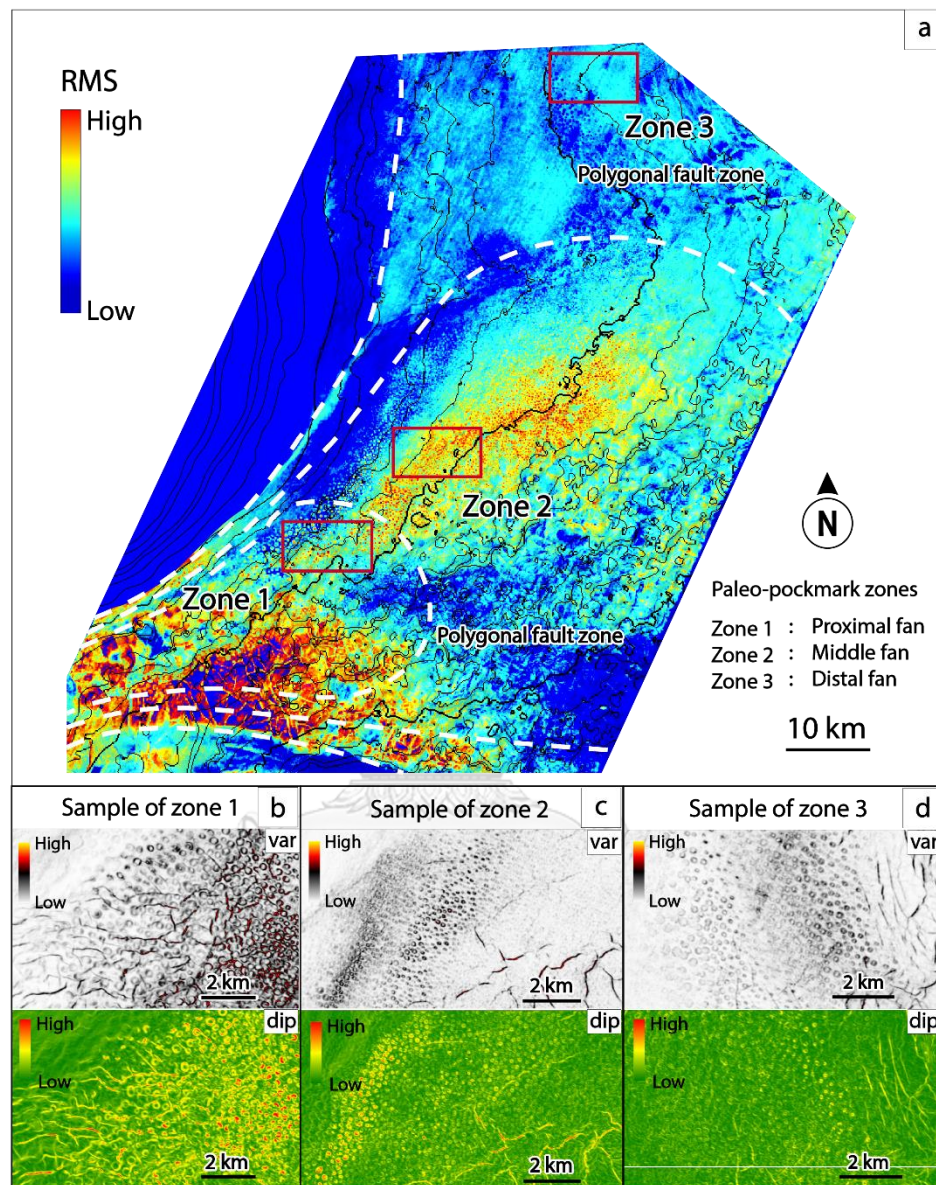 a
RMS
High
Low
Zone 3
Polygonal fault zone
Zone 2
Zone 1
Polygonal fault zone
N
Paleo-pockmark zones
Zone 1 : Proximal fan
Zone 2 : Middle fan
Zone 3 : Distal fan
10 km
Sample of zone 1
b
var
High
Low
2 km
dip
High
Low
2 km
Sample of zone 2
c
var
High
Low
2 km
dip
High
Low
2 km
Sample of zone 3
d
var
High
Low
2 km
dip
High
Low
2 km